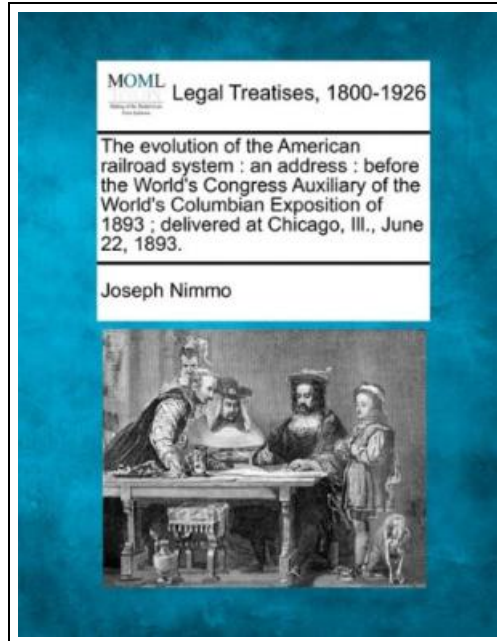 MOML
Legal Treatises, 1800-1926
The evolution of the American
railroad system : an address : before
the World's Congress Auxiliary of the
World's Columbian Exposition of
1893 ; delivered at Chicago, Ill., June
22, 1893.
Joseph Nimmo